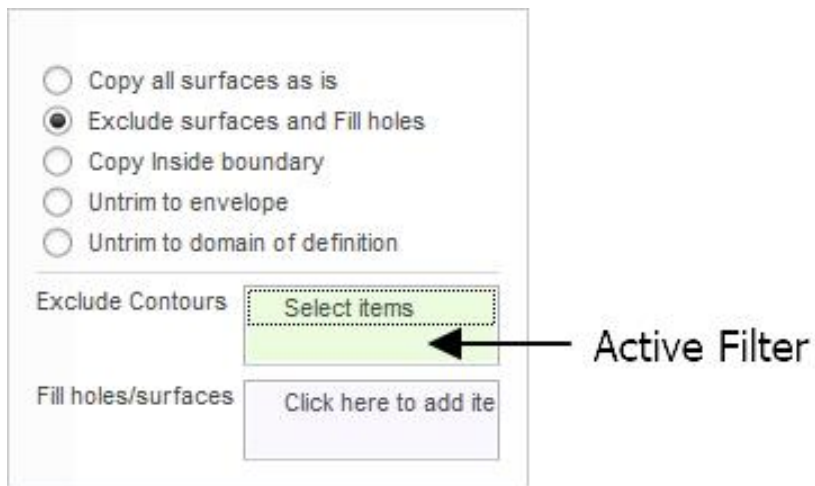 Copy all surfaces as is
Exclude surfaces and Fill holes
Copy Inside boundary
Untrim to envelope
Untrim to domain of definition
Exclude Contours
Select items
Active Filter
Fill holes/surfaces
Click here to add ite